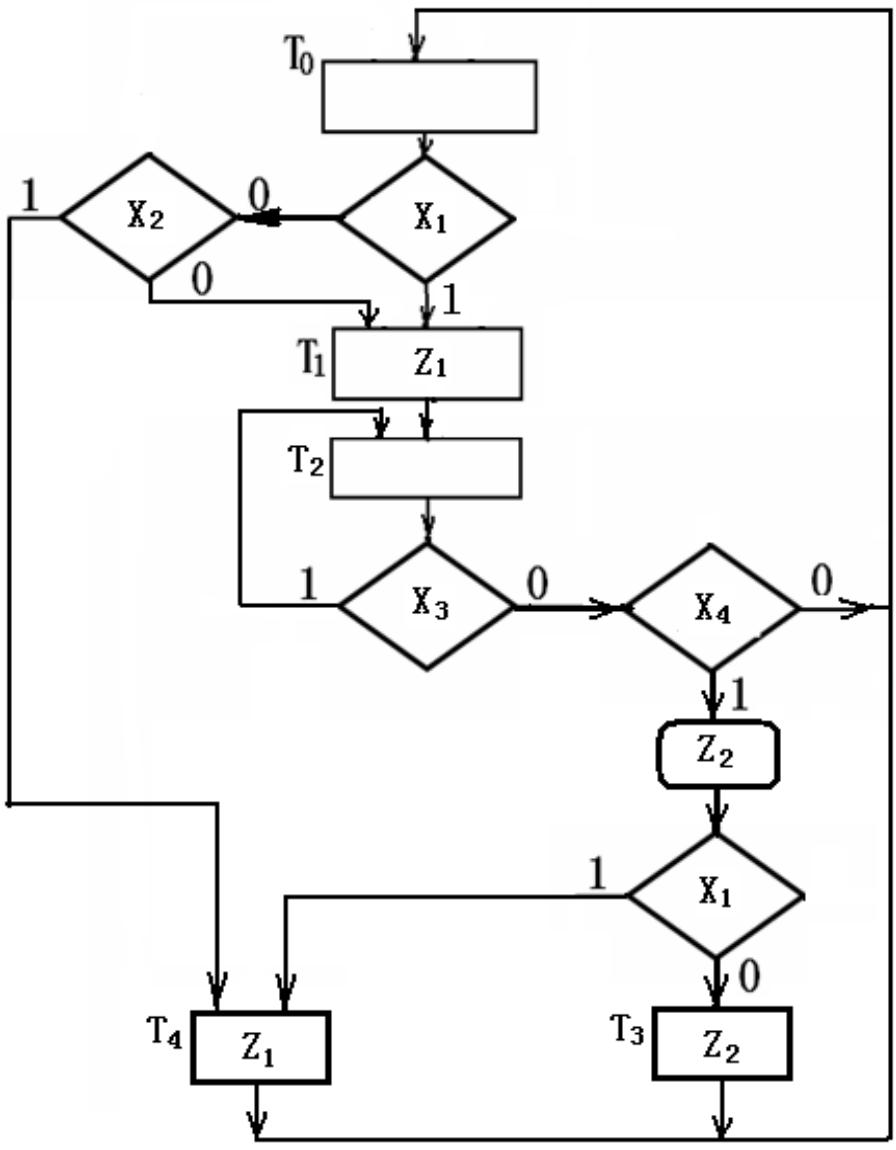 T₀
1 X₂ 0 X₁
0 1
T₁ Z₁
T₂
1 X₃ 0 X₄ 0
1
Z₂
1 X₁
0
T₄ Z₁ T₃ Z₂